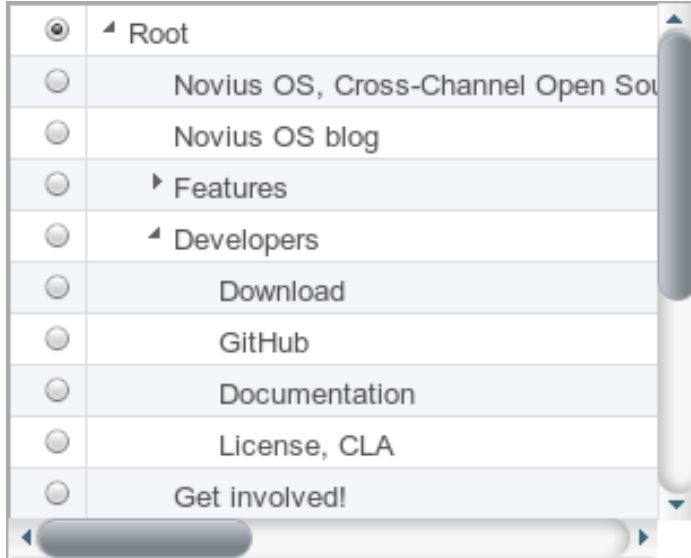 Root
Novius OS, Cross-Channel Open Sou
Novius OS blog
Features
Developers
Download
GitHub
Documentation
License, CLA
Get involved!